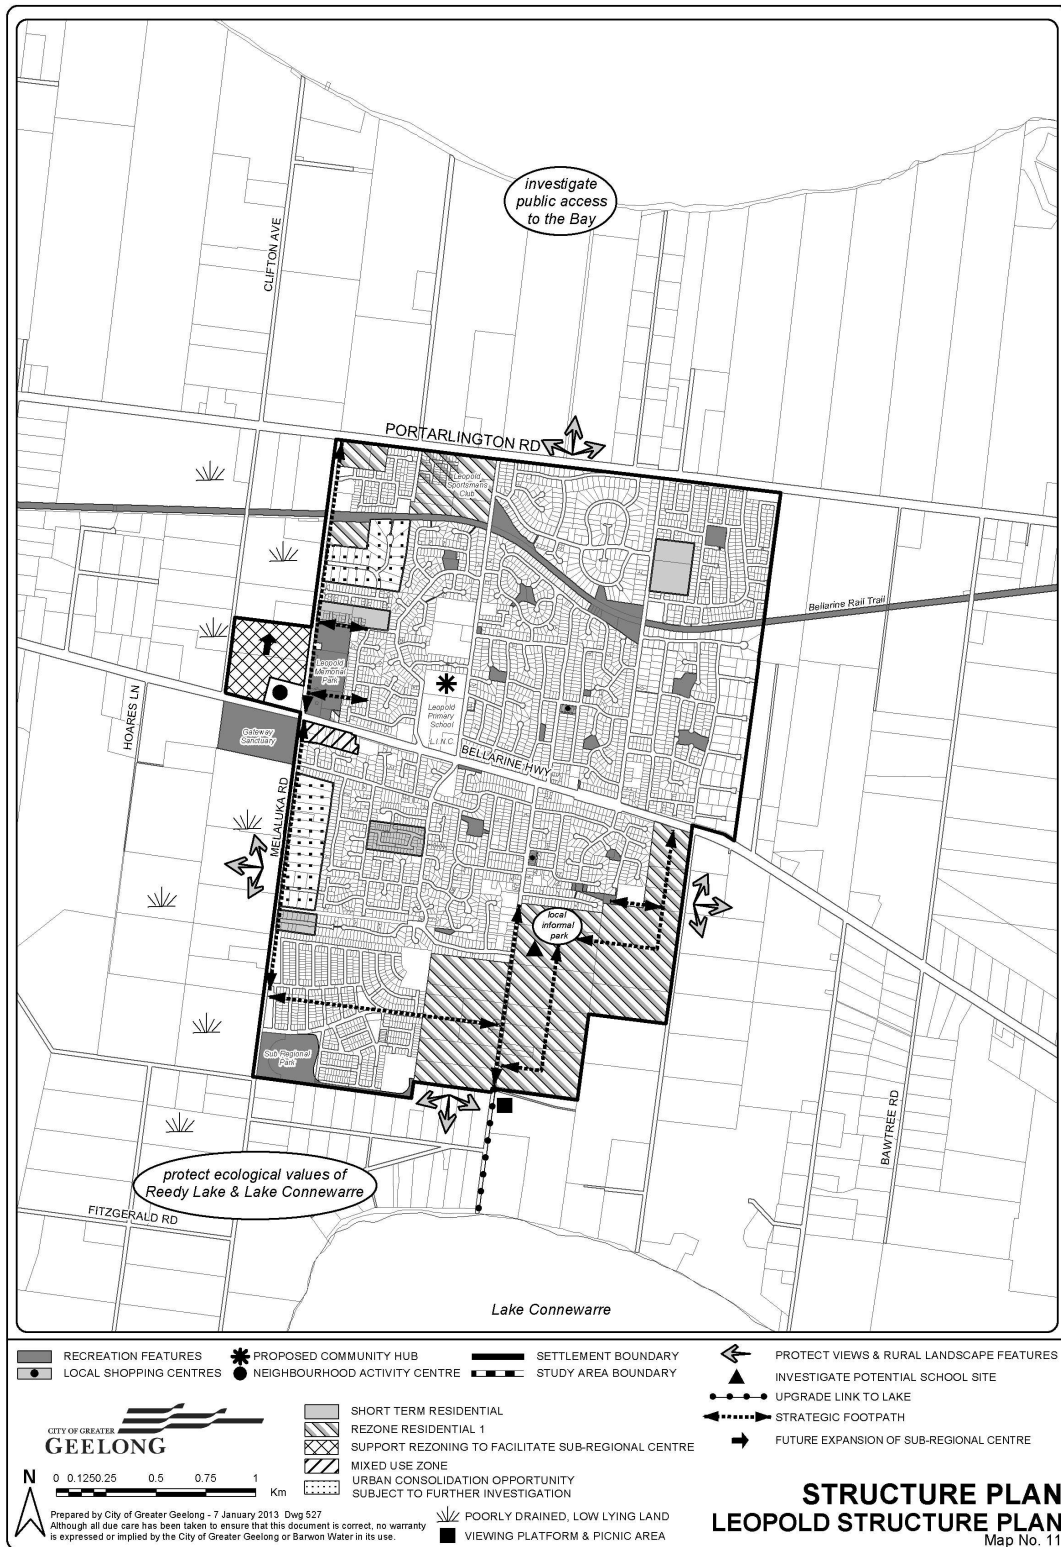 investigate
public access
to the Bay
CLIFTON AVE
PORTARLINGTON RD
Leopold
Sportsmans
Club
Bellarine Rail Trail
Leopold
Memorial
Park
Leopold
Primary
School
L.I.N.C.
HOARES LN
Gateway
Sanctuary
BELLARINE HWY
MELALUKA RD
local
informal
park
Sub Regional
Park
BAWTREE RD
protect ecological values of
Reedy Lake & Lake Connewarre
FITZGERALD RD
Lake Connewarre
RECREATION FEATURES
LOCAL SHOPPING CENTRES
PROPOSED COMMUNITY HUB
NEIGHBOURHOOD ACTIVITY CENTRE
SETTLEMENT BOUNDARY
STUDY AREA BOUNDARY
PROTECT VIEWS & RURAL LANDSCAPE FEATURES
INVESTIGATE POTENTIAL SCHOOL SITE
UPGRADE LINK TO LAKE
STRATEGIC FOOTPATH
FUTURE EXPANSION OF SUB-REGIONAL CENTRE
CITY OF GREATER
GEELONG
SHORT TERM RESIDENTIAL
REZONE RESIDENTIAL 1
SUPPORT REZONING TO FACILITATE SUB-REGIONAL CENTRE
MIXED USE ZONE
URBAN CONSOLIDATION OPPORTUNITY
SUBJECT TO FURTHER INVESTIGATION
POORLY DRAINED, LOW LYING LAND
VIEWING PLATFORM & PICNIC AREA
N
0 0.1250.25 0.5 0.75 1
Km
Prepared by City of Greater Geelong - 7 January 2013 Dwg 527
Although all due care has been taken to ensure that this document is correct, no warranty
is expressed or implied by the City of Greater Geelong or Barwon Water in its use.
STRUCTURE PLAN
LEOPOLD STRUCTURE PLAN
Map No. 11